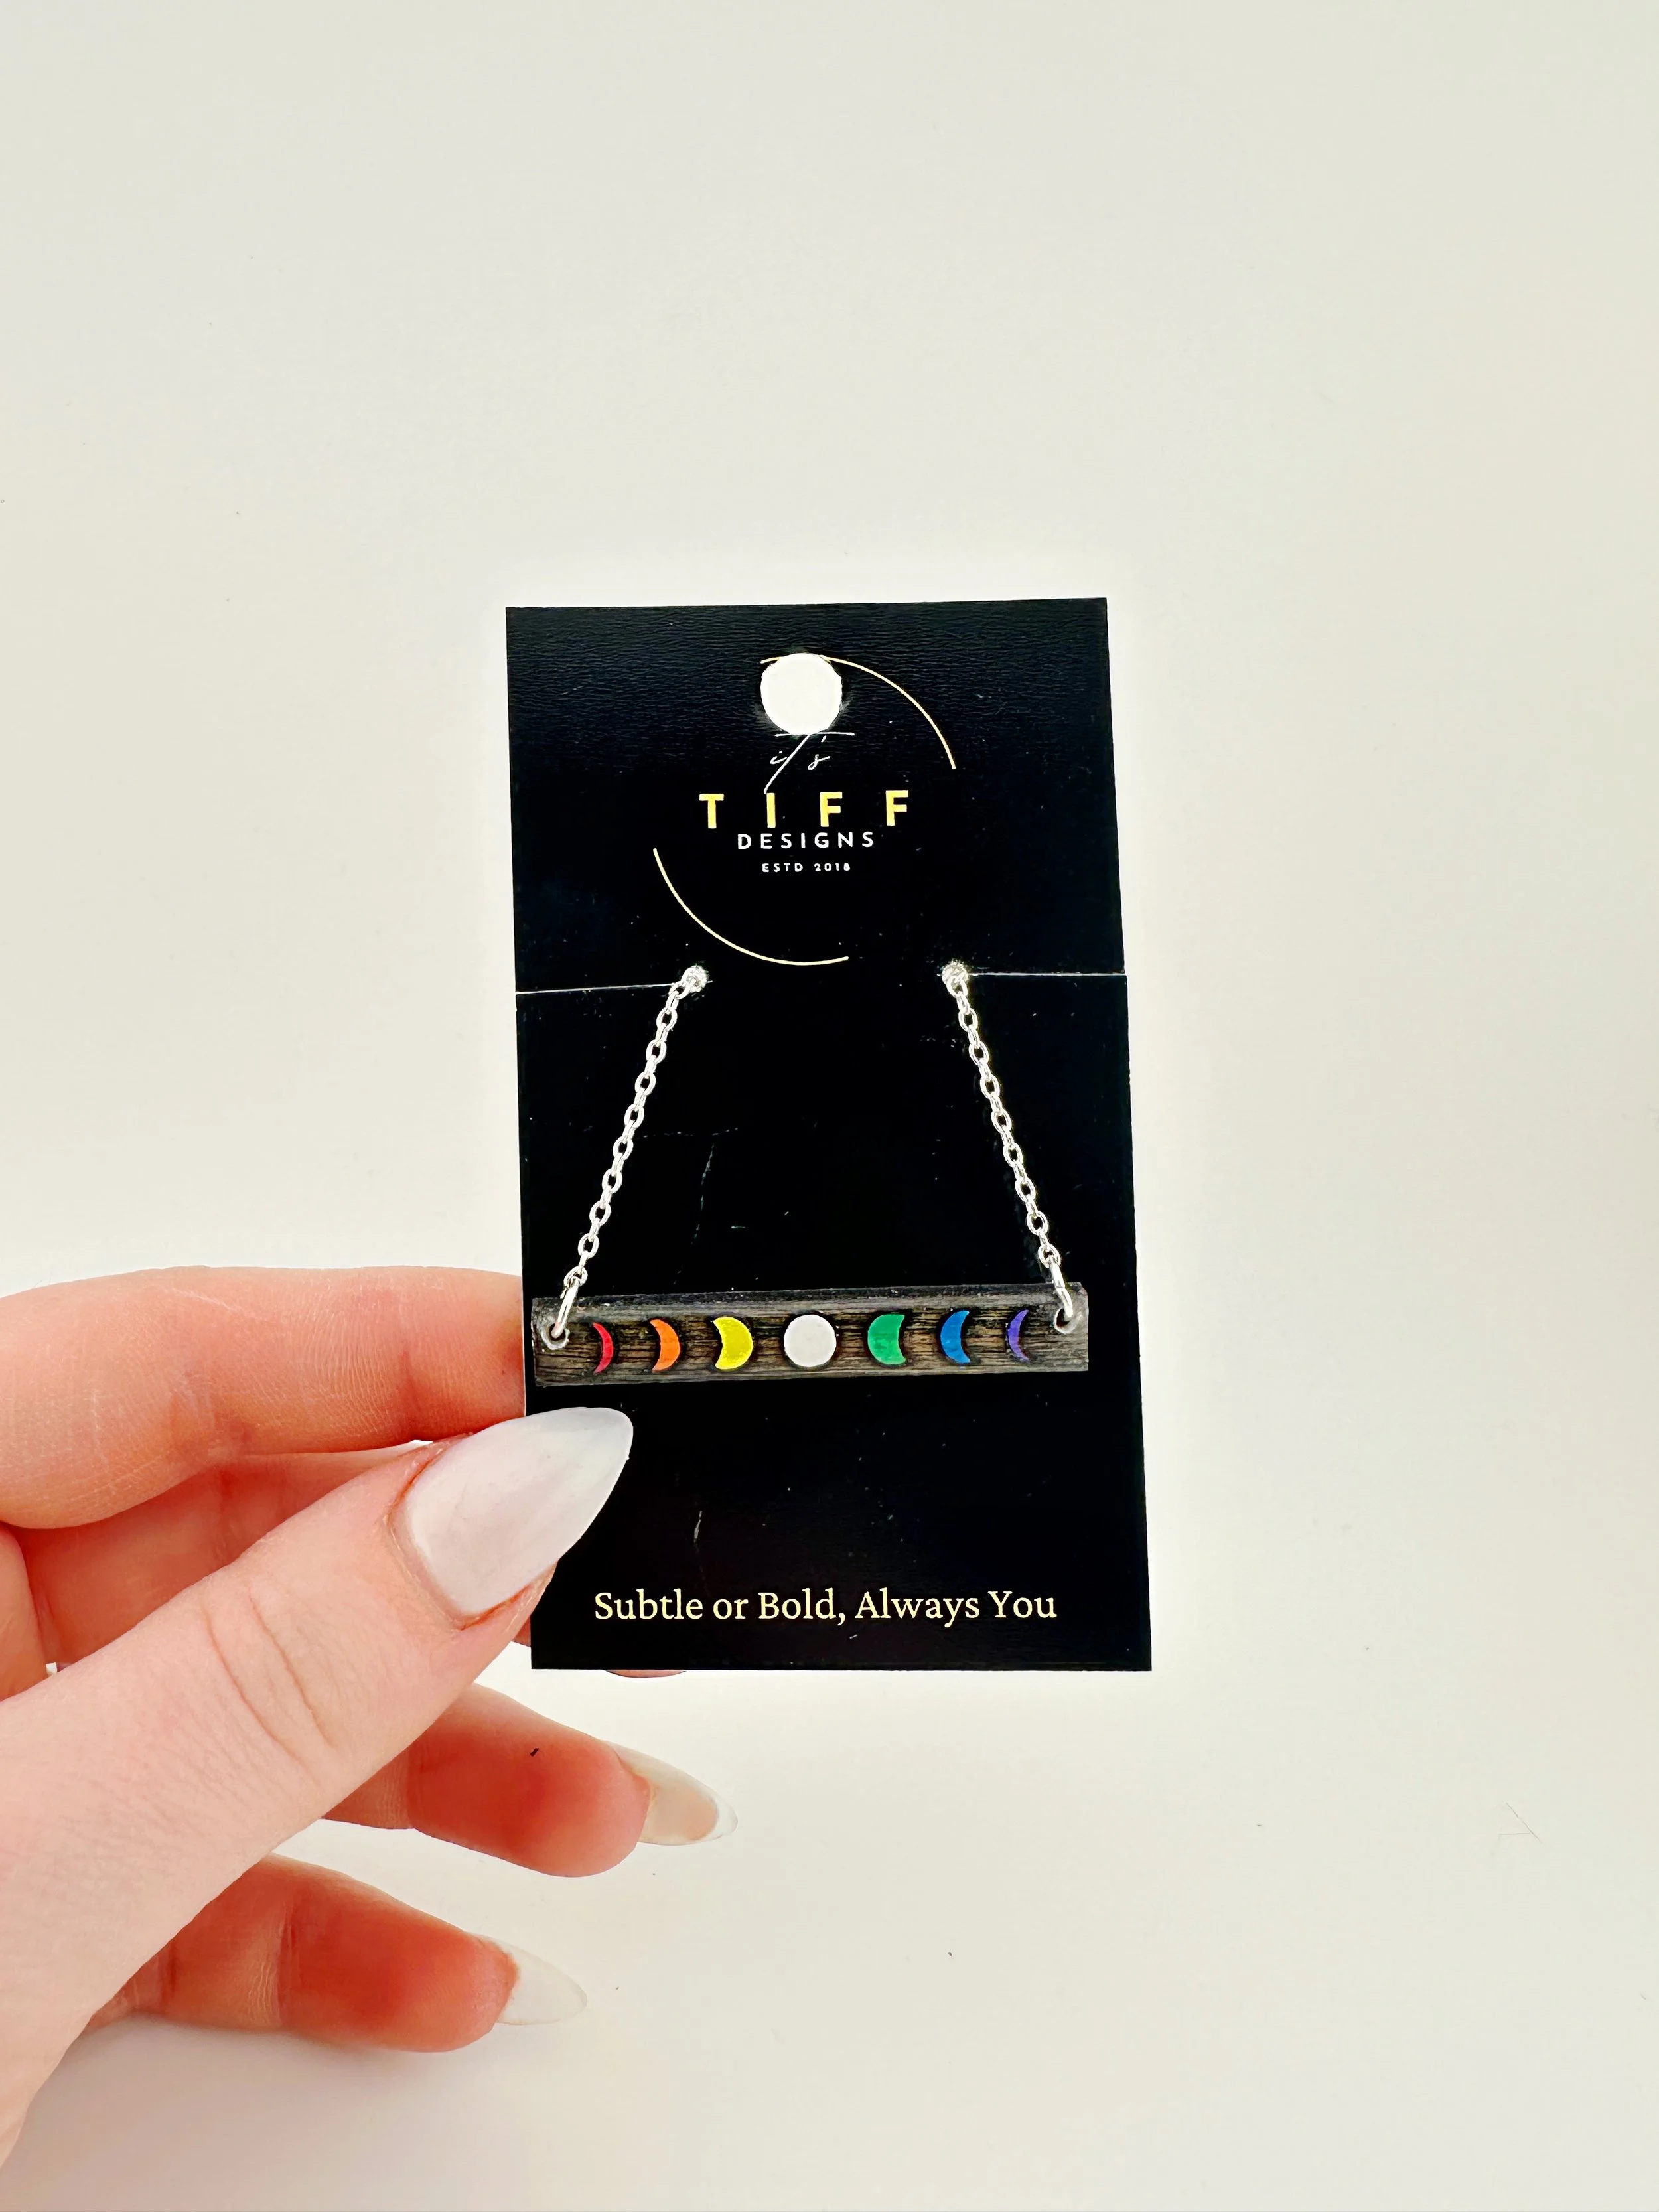 it's
TIFF
DESIGNS
ESTD 2018
Subtle or Bold, Always You